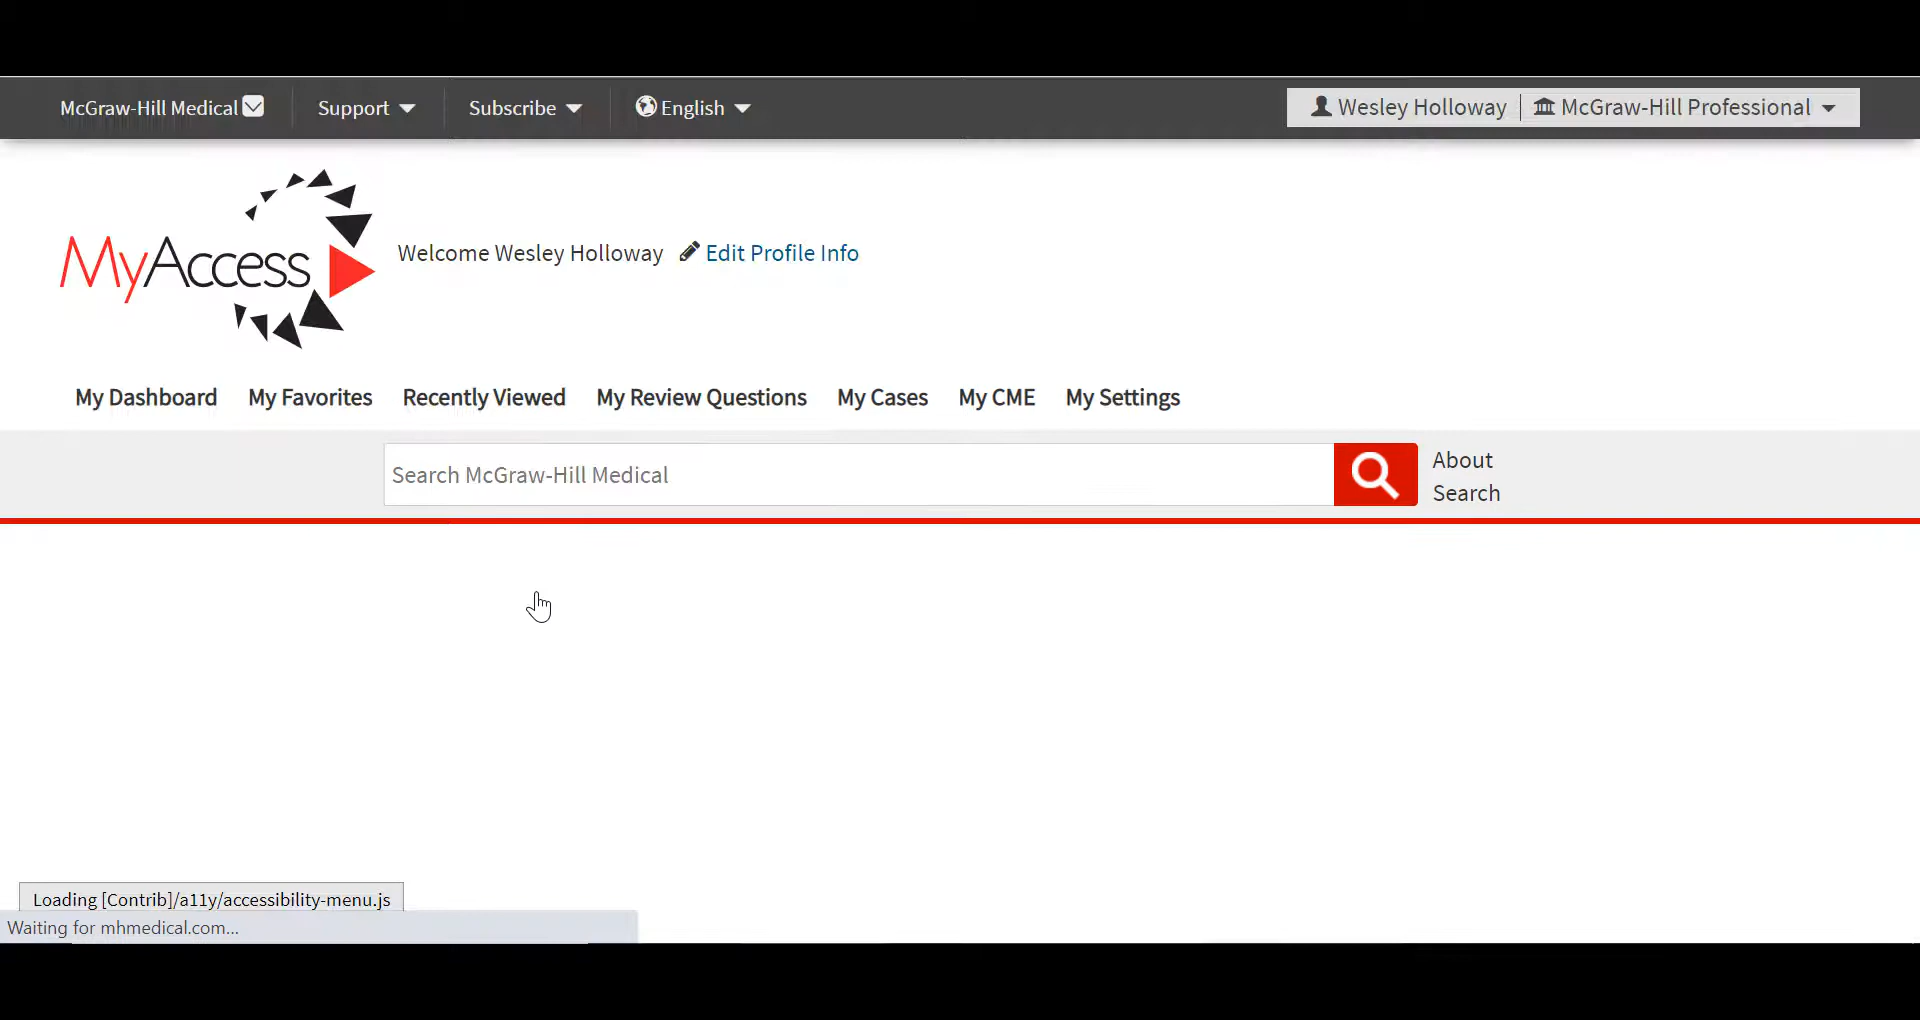 McGraw-Hill Medical Support Subscribe English Wesley Holloway McGraw-Hill Professional
MyAccess
Welcome Wesley Holloway Edit Profile Info
My Dashboard My Favorites Recently Viewed My Review Questions My Cases My CME My Settings
Search McGraw-Hill Medical
About
Search
Loading [Contrib]/a11y/accessibility-menu.js
Waiting for mhmedical.com...